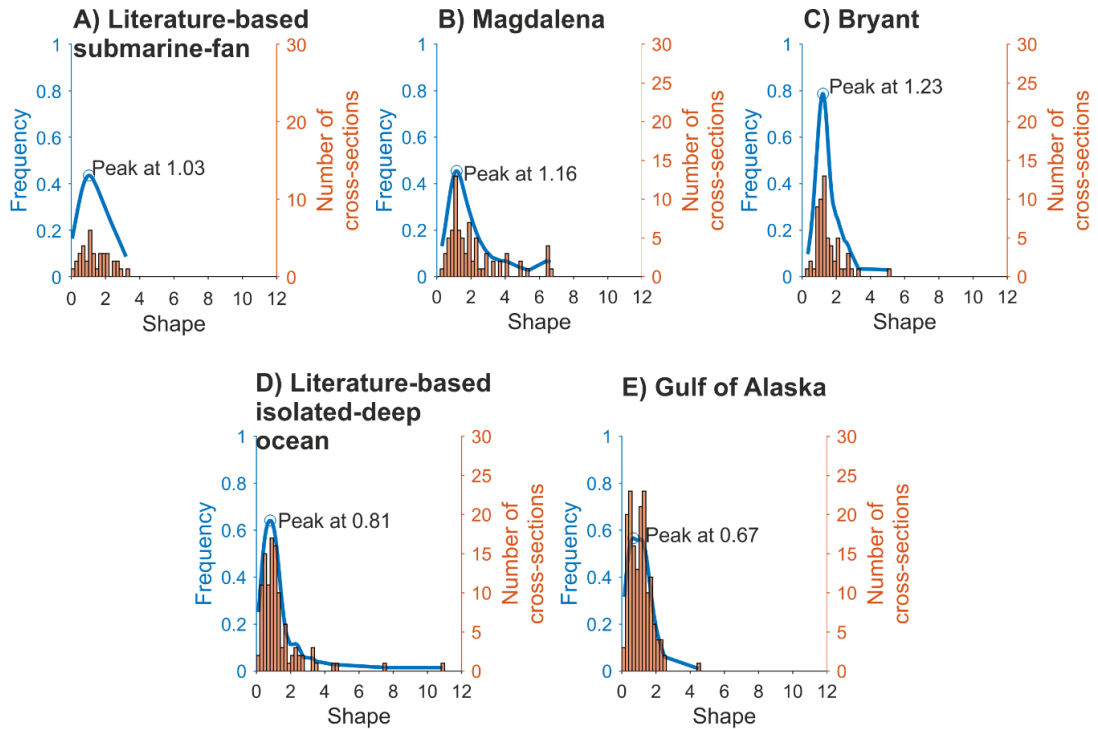 A) Literature-based
submarine-fan
1
0.8
0.6
0.4
0.2
0
Frequency
Peak at 1.03
30
25
20
15
10
5
0
Number of
cross-sections
0 2 4 6 8 10 12
Shape
B) Magdalena
1
0.8
0.6
0.4
0.2
0
Frequency
Peak at 1.16
30
25
20
15
10
5
0
Number of
cross-sections
0 2 4 6 8 10 12
Shape
C) Bryant
1
0.8
0.6
0.4
0.2
0
Frequency
Peak at 1.23
30
25
20
15
10
5
0
Number of
cross-sections
0 2 4 6 8 10 12
Shape
D) Literature-based
isolated-deep
ocean
1
0.8
0.6
0.4
0.2
0
Frequency
Peak at 0.81
30
25
20
15
10
5
0
Number of
cross-sections
0 2 4 6 8 10 12
Shape
E) Gulf of Alaska
1
0.8
0.6
0.4
0.2
0
Frequency
Peak at 0.67
30
25
20
15
10
5
0
Number of
cross-sections
0 2 4 6 8 10 12
Shape